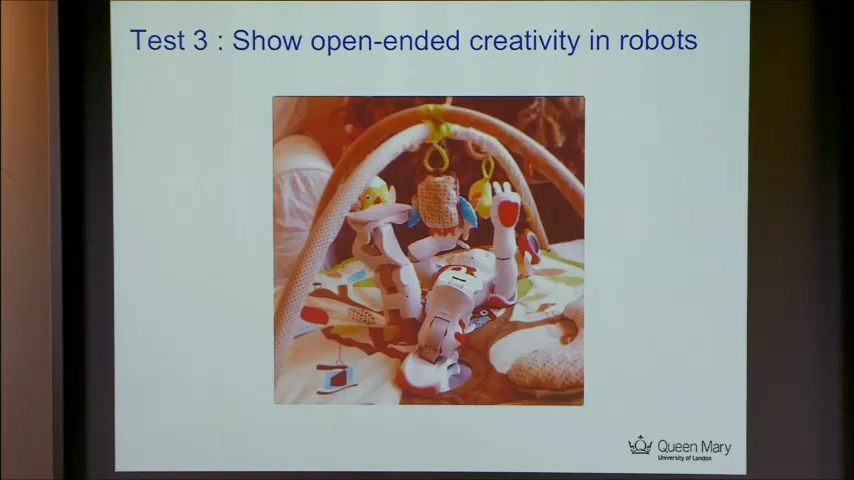 Test 3 : Show open-ended creativity in robots
Queen Mary
University of London